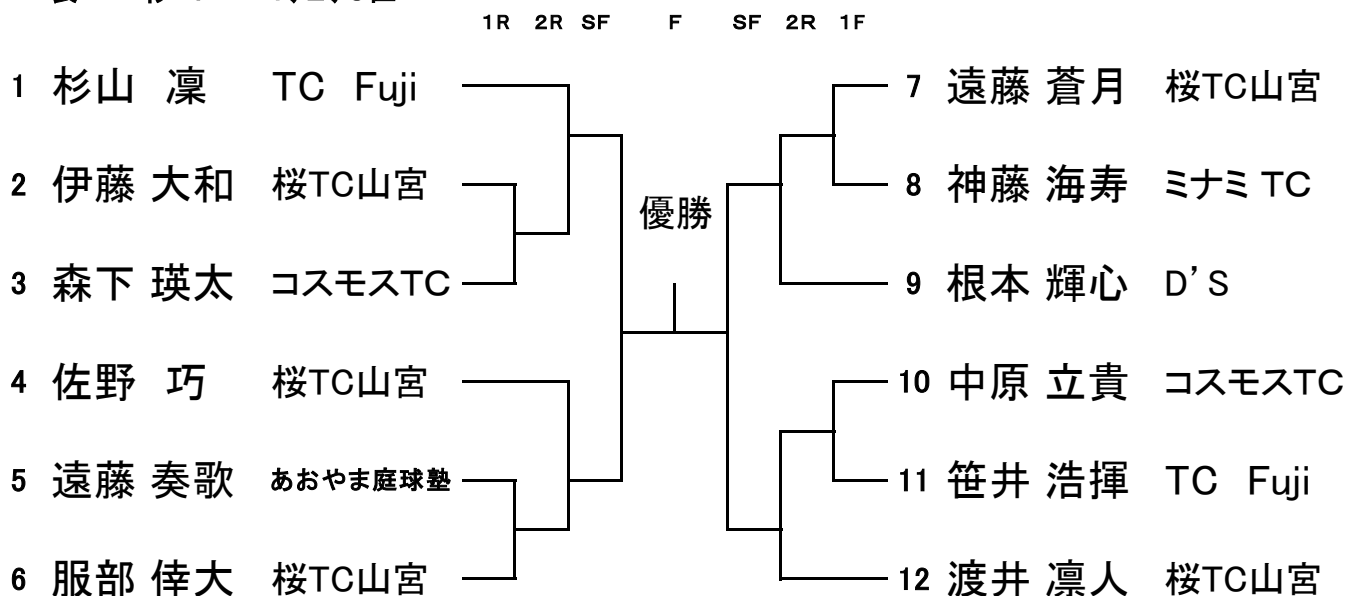 1R 2R SF F SF 2R 1F
1 杉山 凜 TC Fuji
7 遠藤 蒼月 桜TC山宮
2 伊藤 大和 桜TC山宮
8 神藤 海寿 ミナミ TC
優勝
3 森下 瑛太 コスモスTC
9 根本 輝心 D’S
4 佐野 巧 桜TC山宮
10 中原 立貴 コスモスTC
5 遠藤 奏歌 あおやま庭球塾
11 笹井 浩揮 TC Fuji
6 服部 倖大 桜TC山宮
12 渡井 凛人 桜TC山宮